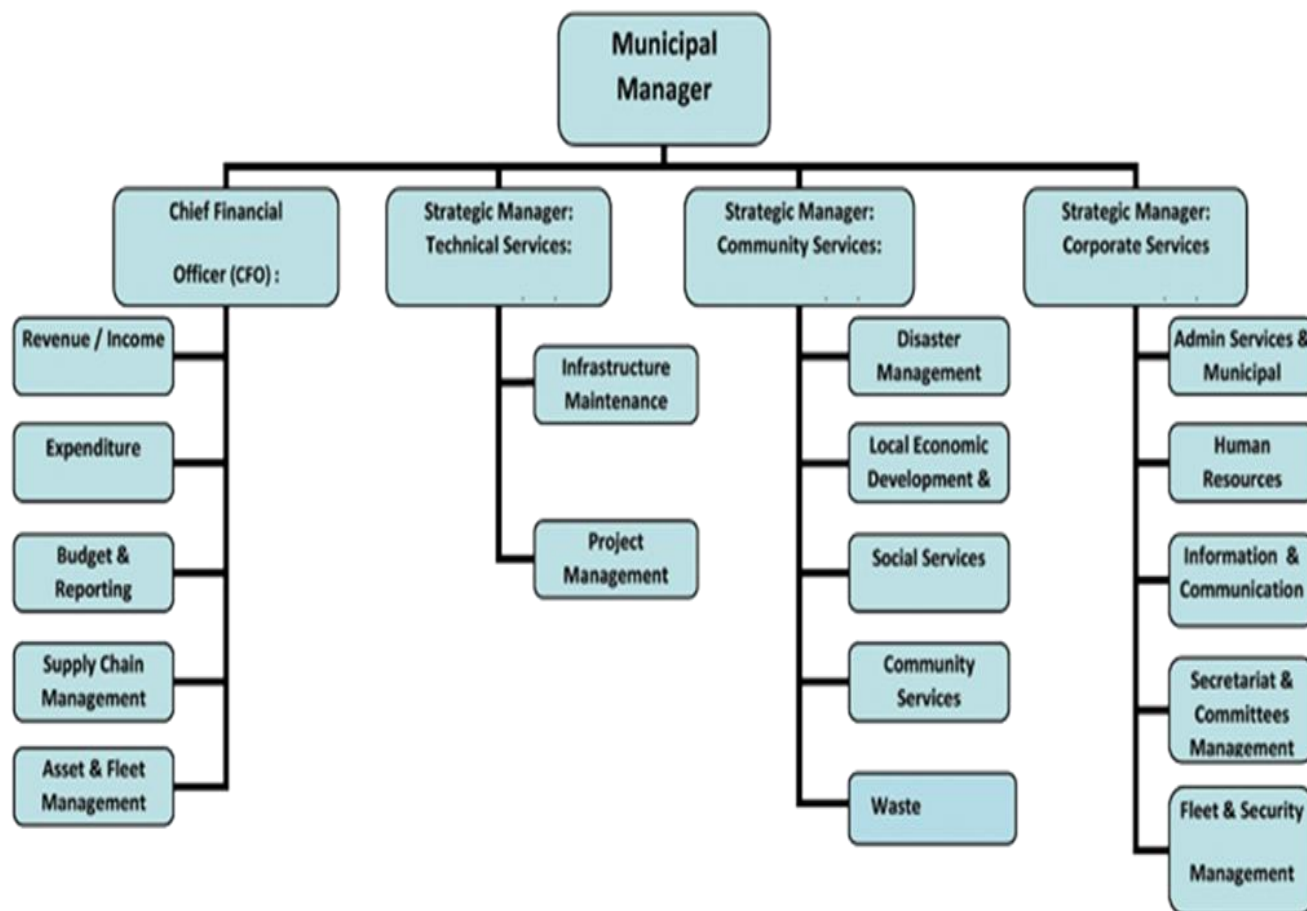 Municipal
Manager
Chief Financial
Officer (CFO) :
Strategic Manager:
Technical Services:
Strategic Manager:
Community Services:
Strategic Manager:
Corporate Services
Revenue / Income
Expenditure
Budget &
Reporting
Supply Chain
Management
Asset & Fleet
Management
Infrastructure
Maintenance
Project
Management
Disaster
Management
Local Economic
Development &
Social Services
Community
Services
Waste
Admin Services &
Municipal
Human
Resources
Information &
Communication
Secretariat &
Committees
Management
Fleet & Security
Management